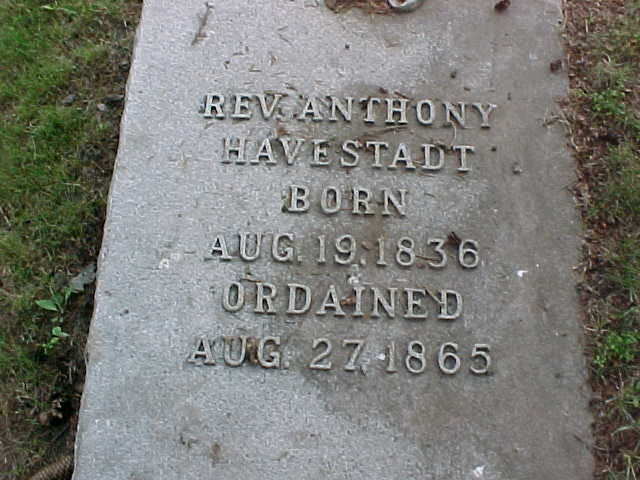 REV. ANTHONY
HAVESTADT
BORN
AUG. 19, 1836
ORDAINED
AUG. 27, 1865